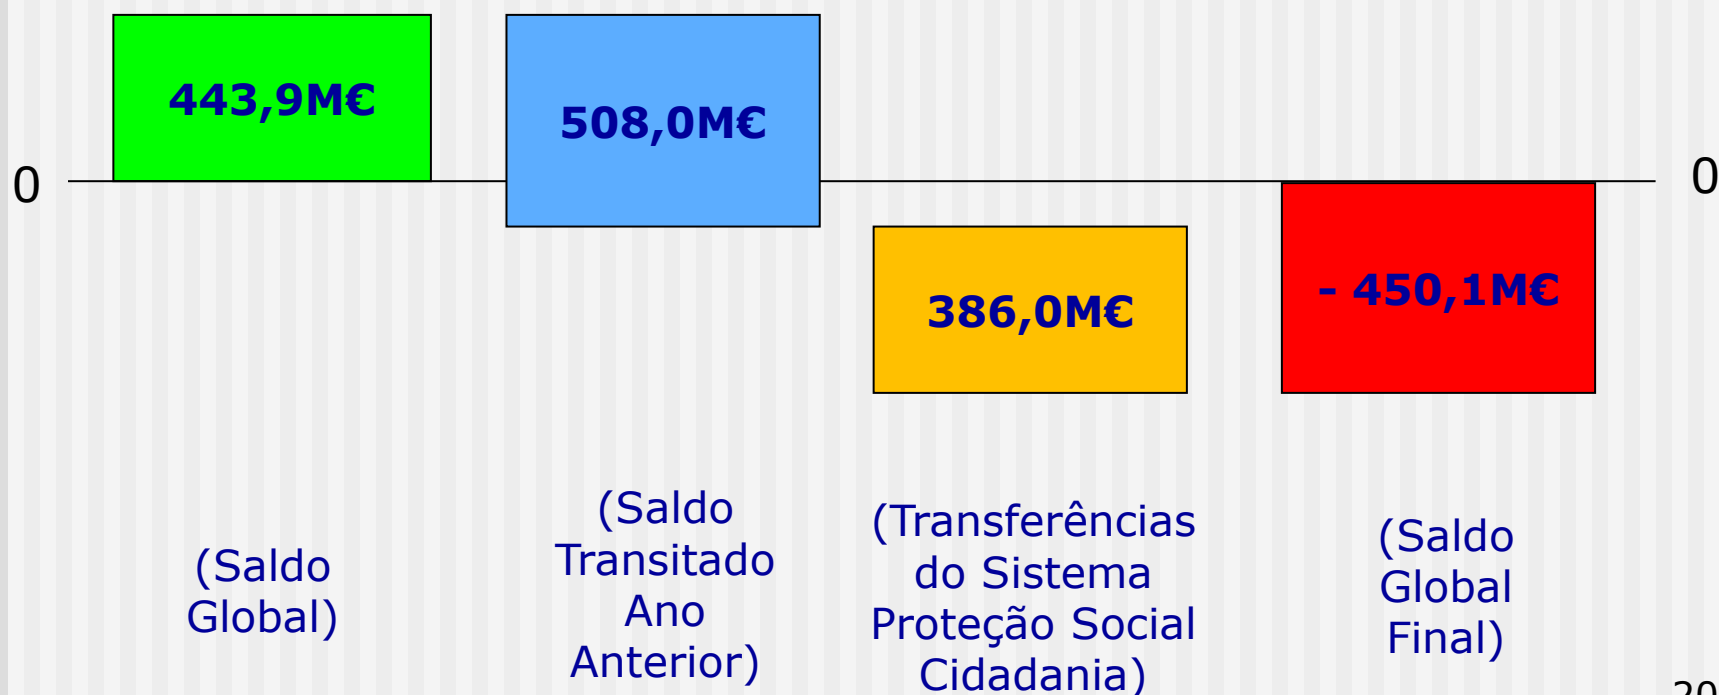 443,9M€
508,0M€
0
0
- 450,1M€
386,0M€
(Saldo
Global)
(Saldo
Transitado
Ano
Anterior)
(Transferências
do Sistema
Proteção Social
Cidadania)
(Saldo
Global
Final)
20